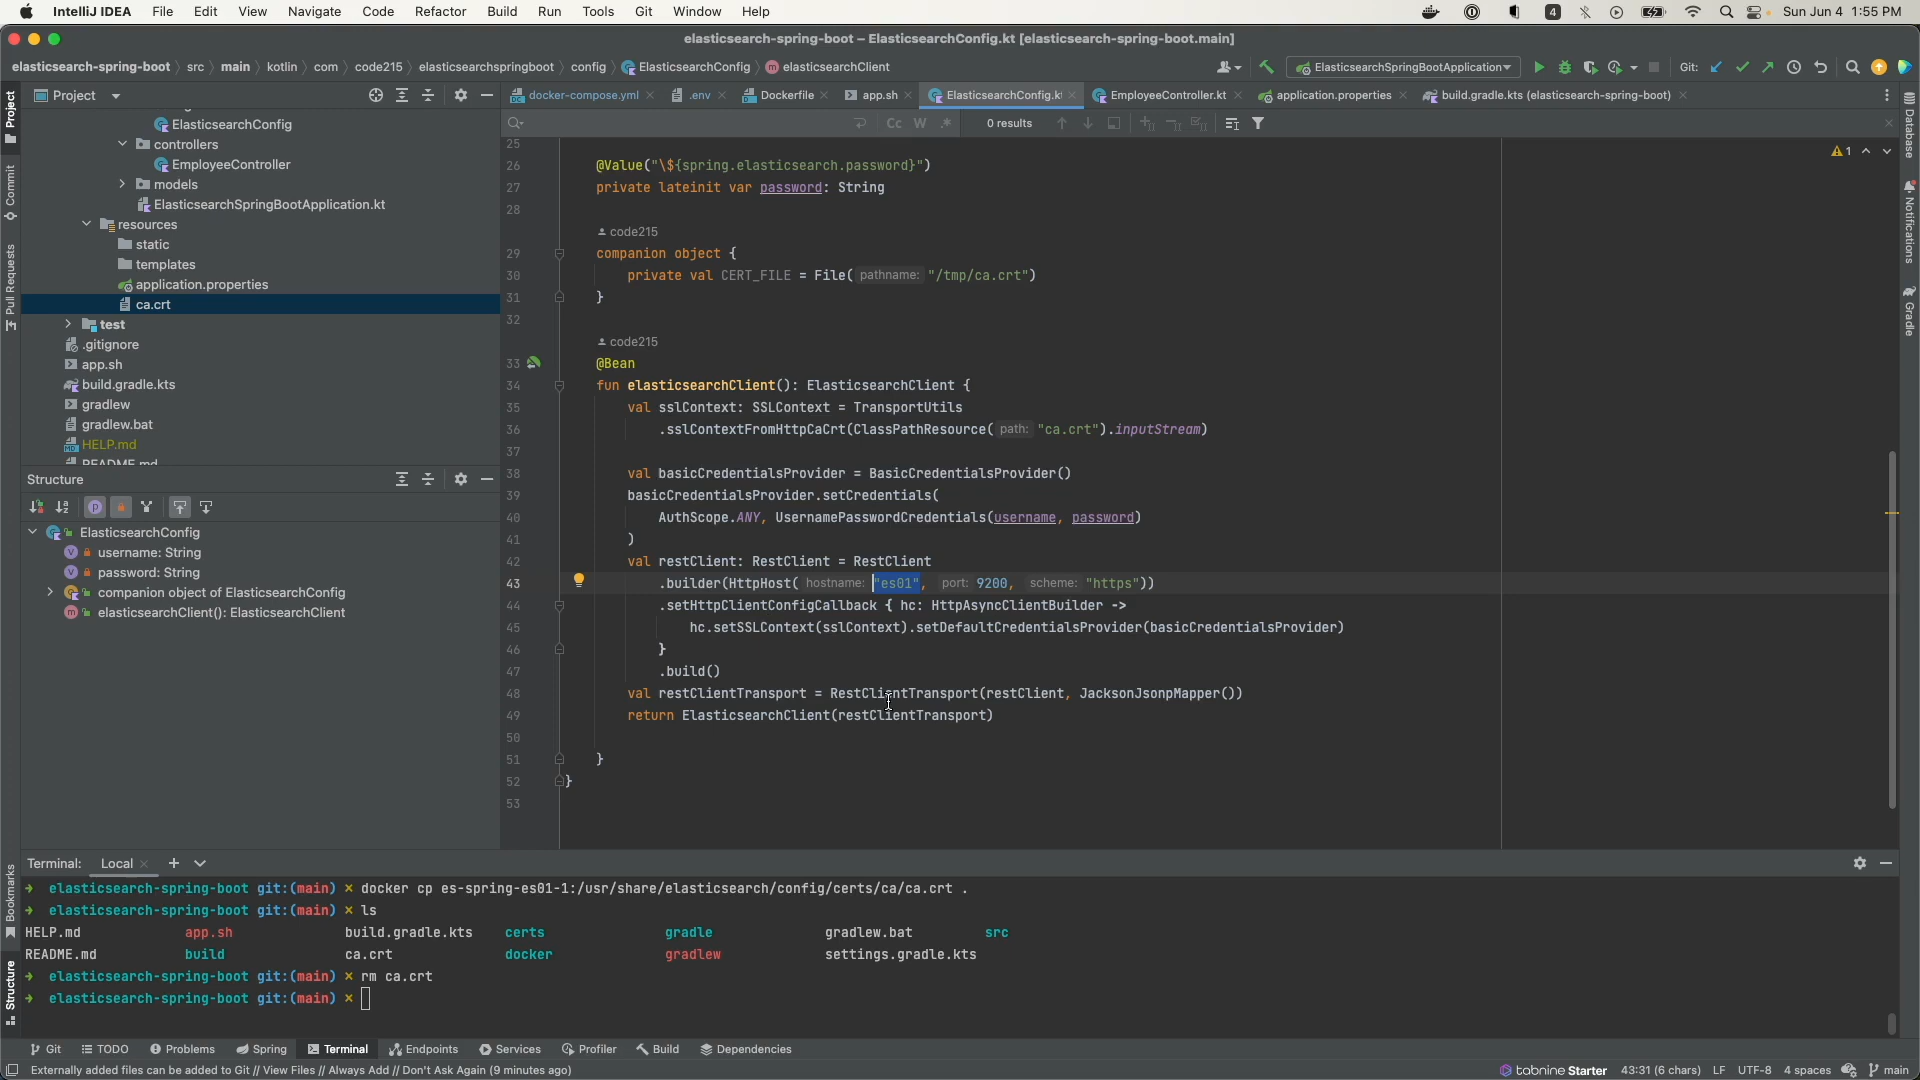 IntelliJ IDEA File Edit View Navigate Code Refactor Build Run Tools Git Window Help 4 Sun Jun 4 1:55 PM
elasticsearch-spring-boot – ElasticsearchConfig.kt [elasticsearch-spring-boot.main]
elasticsearch-spring-boot src main kotlin com code215 elasticsearchspringboot config ElasticsearchConfig elasticsearchClient ElasticsearchSpringBootApplication Git:
Project docker-compose.yml .env Dockerfile app.sh ElasticsearchConfig.kt EmployeeController.kt application.properties build.gradle.kts (elasticsearch-spring-boot)
Cc W .* 0 results
Project
Commit
Pull Requests
Bookmarks
Structure
Database
Notifications
Gradle
ElasticsearchConfig
controllers
EmployeeController
models
ElasticsearchSpringBootApplication.kt
resources
static
templates
application.properties
ca.crt
test
.gitignore
app.sh
build.gradle.kts
gradlew
gradlew.bat
HELP.md
README.md
Structure
ElasticsearchConfig
username: String
password: String
companion object of ElasticsearchConfig
elasticsearchClient(): ElasticsearchClient
1
25
26 @Value("\${spring.elasticsearch.password}")
27 private lateinit var password: String
28
code215
29 companion object {
30 private val CERT_FILE = File( pathname: "/tmp/ca.crt")
31 }
32
code215
33 @Bean
34 fun elasticsearchClient(): ElasticsearchClient {
35 val sslContext: SSLContext = TransportUtils
36 .sslContextFromHttpCaCrt(ClassPathResource( path: "ca.crt").inputStream)
37
38 val basicCredentialsProvider = BasicCredentialsProvider()
39 basicCredentialsProvider.setCredentials(
40 AuthScope.ANY, UsernamePasswordCredentials(username, password)
41 )
42 val restClient: RestClient = RestClient
43 .builder(HttpHost( hostname: "es01", port: 9200, scheme: "https"))
44 .setHttpClientConfigCallback { hc: HttpAsyncClientBuilder ->
45 hc.setSSLContext(sslContext).setDefaultCredentialsProvider(basicCredentialsProvider)
46 }
47 .build()
48 val restClientTransport = RestClientTransport(restClient, JacksonJsonpMapper())
49 return ElasticsearchClient(restClientTransport)
50
51 }
52 }
53
Terminal: Local
elasticsearch-spring-boot git:(main) × docker cp es-spring-es01-1:/usr/share/elasticsearch/config/certs/ca/ca.crt .
elasticsearch-spring-boot git:(main) × ls
HELP.md app.sh build.gradle.kts certs gradle gradlew.bat src
README.md build ca.crt docker gradlew settings.gradle.kts
elasticsearch-spring-boot git:(main) × rm ca.crt
elasticsearch-spring-boot git:(main) ×
Git TODO Problems Spring Terminal Endpoints Services Profiler Build Dependencies
Externally added files can be added to Git // View Files // Always Add // Don't Ask Again (9 minutes ago) tabnine Starter 43:31 (6 chars) LF UTF-8 4 spaces main